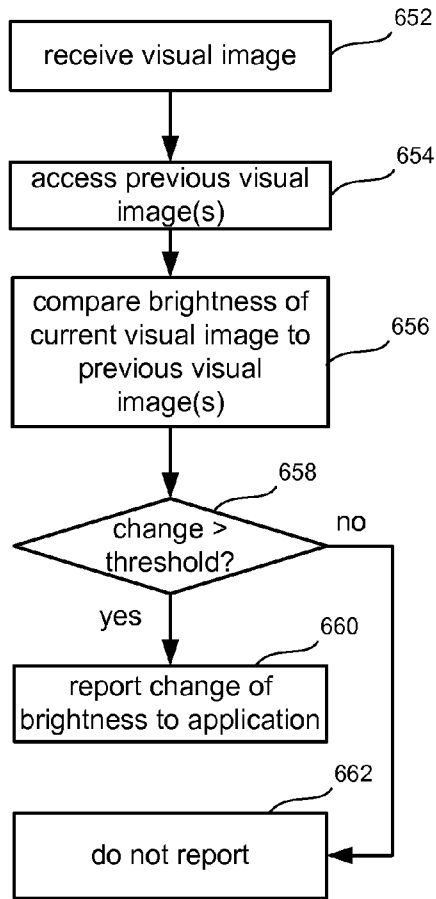 652
receive visual image
654
access previous visual
image(s)
656
compare brightness of
current visual image to
previous visual
image(s)
658
change >
threshold?
no
yes
660
report change of
brightness to application
662
do not report